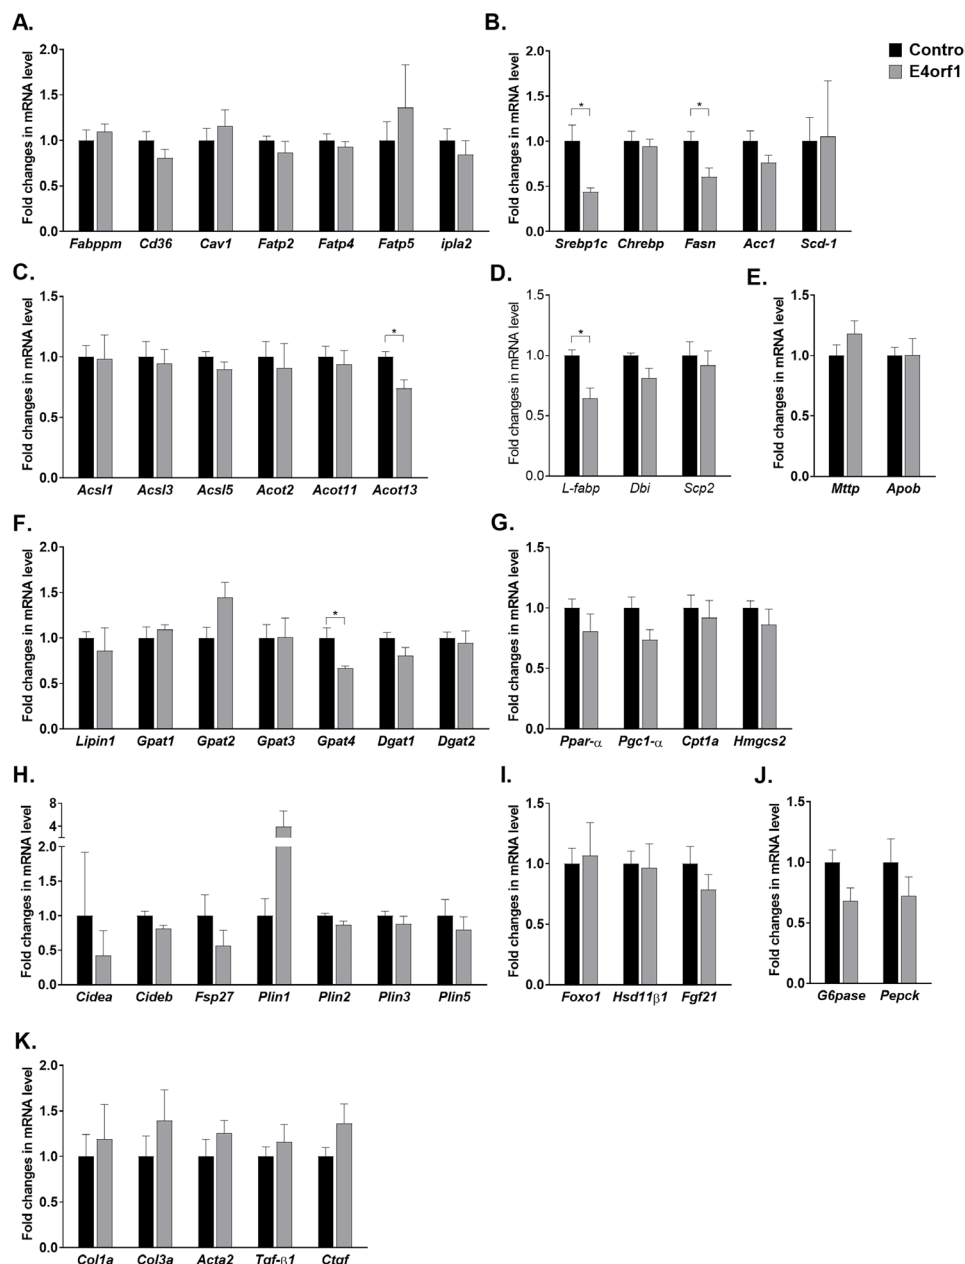 A.
B.
Contro
E4orf1
Fold changes in mRNA level
2.0
1.5
1.0
0.5
0.0
Fabppm Cd36 Cav1 Fatp2 Fatp4 Fatp5 ipla2
Fold changes in mRNA level
2.0
1.5
1.0
0.5
0.0
* *
Srebp1c Chrebp Fasn Acc1 Scd-1
C.
Fold changes in mRNA level
1.5
1.0
0.5
0.0
*
Acsl1 Acsl3 Acsl5 Acot2 Acot11 Acot13
D.
Fold changes in mRNA level
1.5
1.0
0.5
0.0
*
L-fabp Dbi Scp2
E.
Fold changes in mRNA level
1.5
1.0
0.5
0.0
Mttp Apob
F.
Fold changes in mRNA level
2.0
1.5
1.0
0.5
0.0
*
Lipin1 Gpat1 Gpat2 Gpat3 Gpat4 Dgat1 Dgat2
G.
Fold changes in mRNA level
1.5
1.0
0.5
0.0
Ppar-α Pgc1-α Cpt1a Hmgcs2
H.
Fold changes in mRNA level
8
4
2.0
1.5
1.0
0.5
0.0
Cidea Cideb Fsp27 Plin1 Plin2 Plin3 Plin5
I.
Fold changes in mRNA level
1.5
1.0
0.5
0.0
Foxo1 Hsd11β1 Fgf21
J.
Fold changes in mRNA level
1.5
1.0
0.5
0.0
G6pase Pepck
K.
Fold changes in mRNA level
2.0
1.5
1.0
0.5
0.0
Col1a Col3a Acta2 Tgf-β1 Ctgf